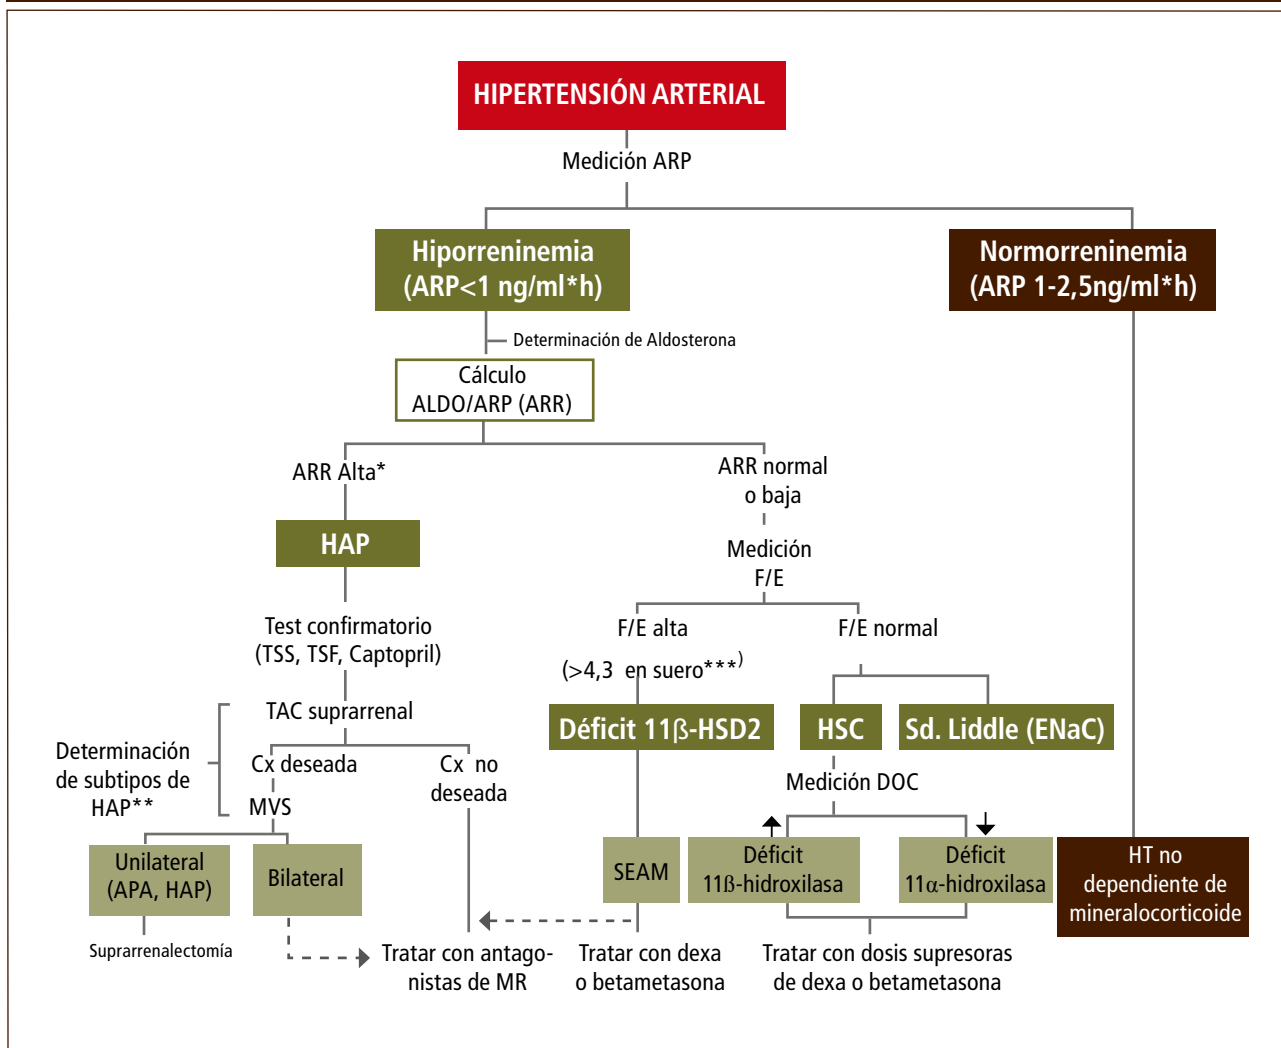 HIPERTENSIÓN ARTERIAL
Medición ARP
Hiporreninemia
(ARP<1 ng/ml*h)
Normorreninemia
(ARP 1-2,5ng/ml*h)
Determinación de Aldosterona
Cálculo
ALDO/ARP (ARR)
ARR Alta*
ARR normal
o baja
HAP
Medición
F/E
Test confirmatorio
(TSS, TSF, Captopril)
F/E alta
(>4,3 en suero***)
F/E normal
TAC suprarrenal
Déficit 11ß-HSD2
HSC
Sd. Liddle (ENaC)
Determinación
de subtipos de
HAP**
Cx deseada
Cx no
deseada
MVS
Medición DOC
Unilateral
(APA, HAP)
Bilateral
SEAM
Déficit
11ß-hidroxilasa
Déficit
11α-hidroxilasa
HT no
dependiente de
mineralocorticoide
Suprarrenalectomía
Tratar con antago-
nistas de MR
Tratar con dexa
o betametasona
Tratar con dosis supresoras
de dexa o betametasona